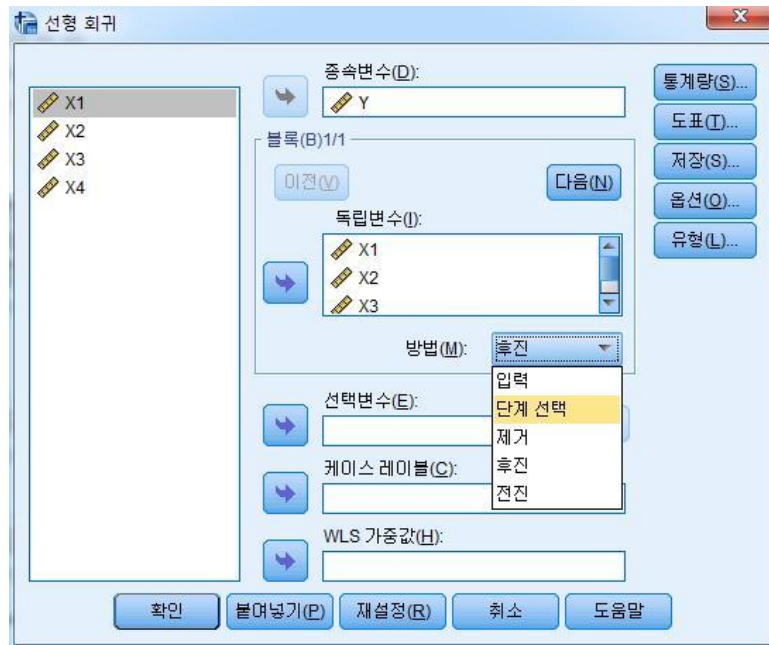 선형 회귀
X1
X2
X3
X4
종속변수(D):
Y
블록(B)1/1
이전(V)
다음(N)
독립변수(I):
X1
X2
X3
방법(M):
후진
입력
단계 선택
제거
후진
전진
선택변수(E):
케이스 레이블(C):
WLS 가중값(H):
통계량(S)...
도표(T)...
저장(S)...
옵션(O)...
유형(L)...
확인
붙여넣기(P)
재설정(R)
취소
도움말